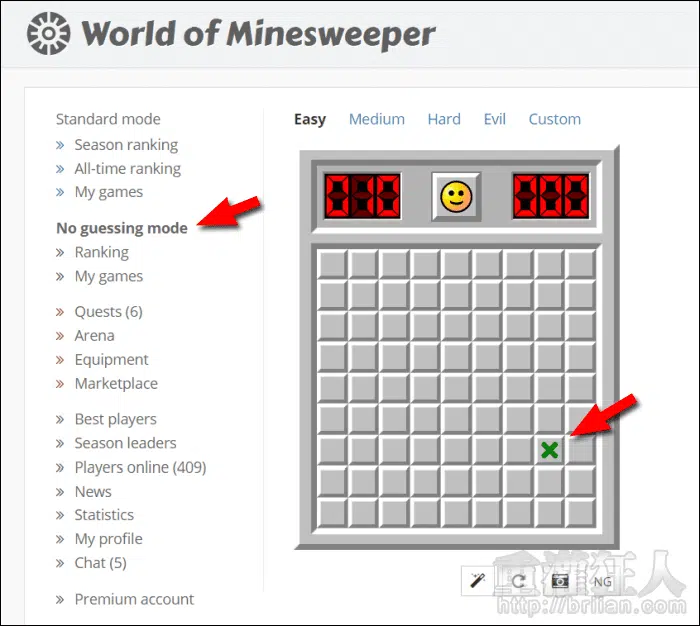 World of Minesweeper
Standard mode
» Season ranking
» All-time ranking
» My games
No guessing mode
» Ranking
» My games
» Quests (6)
» Arena
» Equipment
» Marketplace
» Best players
» Season leaders
» Players online (409)
» News
» Statistics
» My profile
» Chat (5)
» Premium account
Easy Medium Hard Evil Custom
NG
重灌狂人
http://briian.com